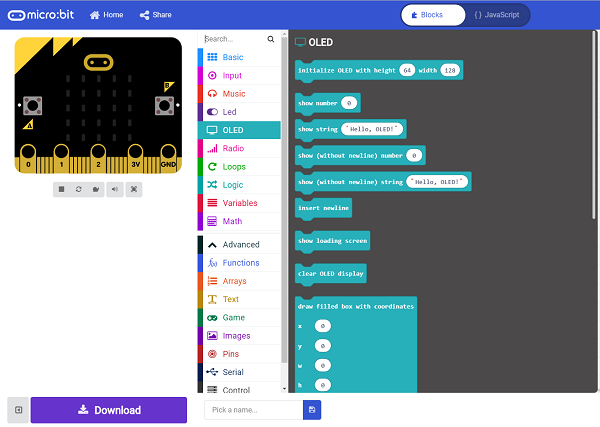 micro:bit
Home
Share
Blocks
{ } JavaScript
B
A
0 1 2 3V GND
Download
Search...
Basic
Input
Music
Led
OLED
Radio
Loops
Logic
Variables
Math
Advanced
Functions
Arrays
Text
Game
Images
Pins
Serial
Control
OLED
initialize OLED with height 64 width 128
show number 0
show string "Hello, OLED!"
show (without newline) number 0
show (without newline) string "Hello, OLED!"
insert newline
show loading screen
clear OLED display
draw filled box with coordinates
x 0
y 0
w 0
h 0
Pick a name...